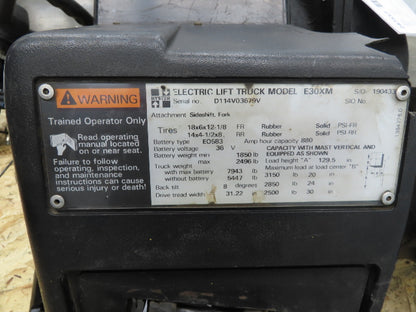 WARNING
Trained Operator Only
Read operating
manual located
on or near seat.
Failure to follow
operating, inspection,
and maintenance
instructions can cause
serious injury or death!
HYSTER
ELECTRIC LIFT TRUCK MODEL E30XM S/O 190433
Serial no. D114V03679V SIC No.
Attachment Sideshift, Fork
Tires 18x6x12-1/8 FR Rubber Solid PSI-FR
14x4-1/2x8 RR Rubber Solid PSI-RR
Battery type EO583 Amp hour capacity 880
Battery voltage 36 V CAPACITY WITH MAST VERTICAL AND
Battery weight min 1850 lb EQUIPPED AS SHOWN
max 2496 lb Load height "A" 129.5 in
Truck weight Maximum load at load center "B"
with max battery 7943 lb 3150 lb 20 in
without battery 5447 lb
Back tilt 8 degrees 2850 lb 24 in
Drive tread width 31.22 in 2500 lb 30 in